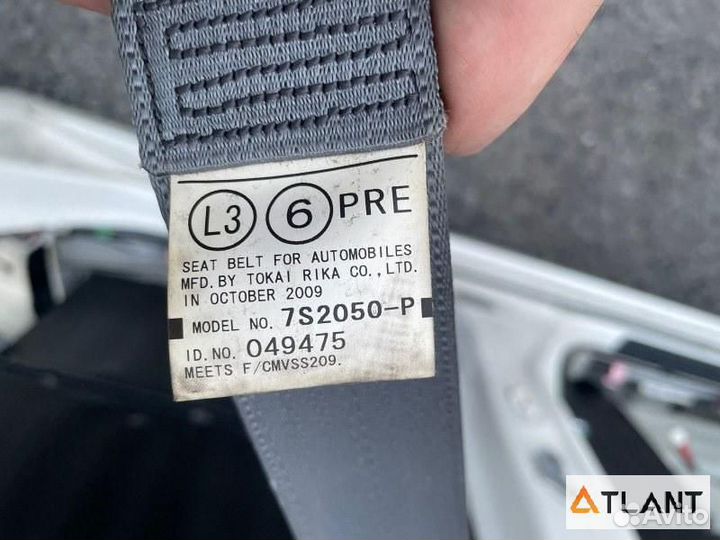 L3 6 PRE
SEAT BELT FOR AUTOMOBILES
MFD. BY TOKAI RIKA CO., LTD.
IN OCTOBER 2009
MODEL NO. 7S2050-P
ID. NO. 049475
MEETS F/CMVSS209.
ATLANT
Avito